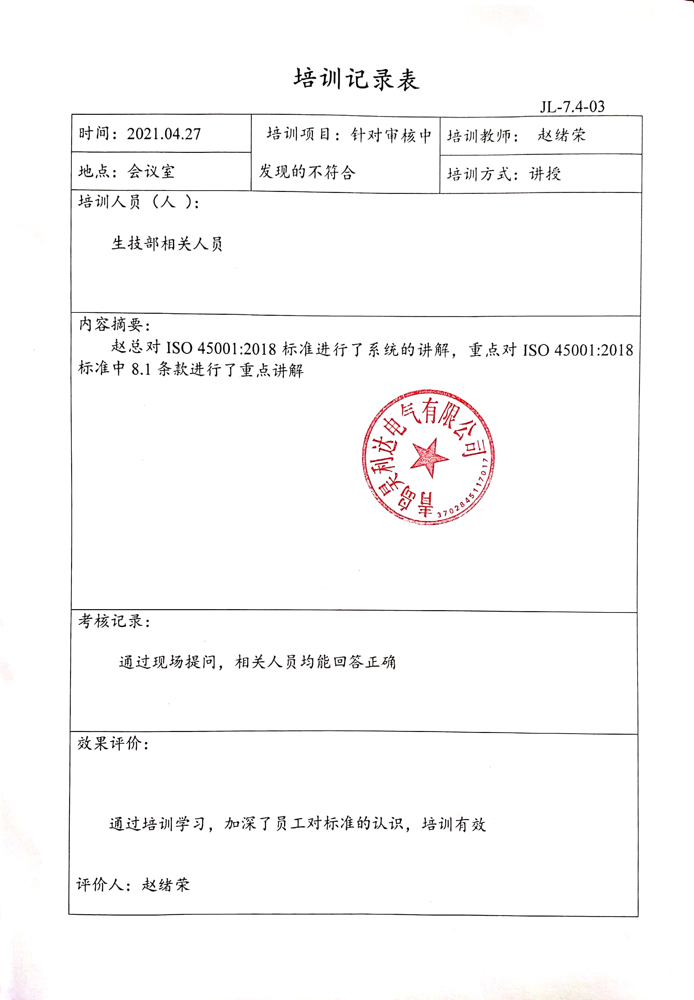 培训记录表
JL-7.4-03
时间：2021.04.27
培训项目：针对审核中
发现的不符合
培训教师： 赵绪荣
地点：会议室
培训方式：讲授
培训人员（人 ）：
生技部相关人员
内容摘要：
赵总对 ISO 45001:2018 标准进行了系统的讲解，重点对 ISO 45001:2018
标准中 8.1 条款进行了重点讲解
青岛昊利达电气有限公司
3702845117017
考核记录：
通过现场提问，相关人员均能回答正确
效果评价：
通过培训学习，加深了员工对标准的认识，培训有效
评价人：赵绪荣